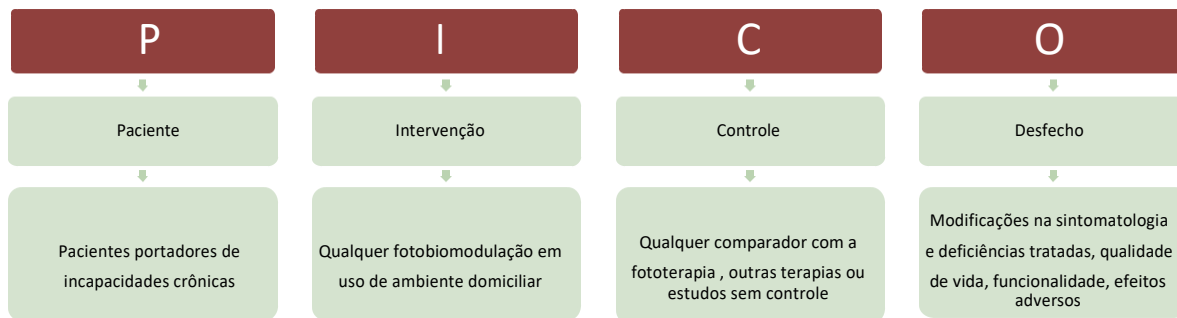 P
I
C
O
Paciente
Intervenção
Controle
Desfecho
Pacientes portadores de
incapacidades crônicas
Qualquer fotobiomodulação em
uso de ambiente domiciliar
Qualquer comparador com a
fototerapia , outras terapias ou
estudos sem controle
Modificações na sintomatologia
e deficiências tratadas, qualidade
de vida, funcionalidade, efeitos
adversos